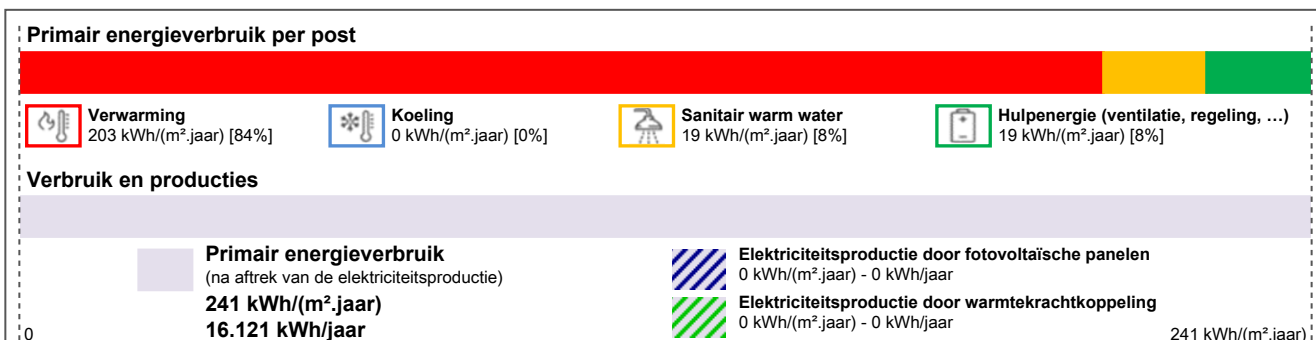 Primair energieverbruik per post
Verwarming
203 kWh/(m².jaar) [84%]
Koeling
0 kWh/(m².jaar) [0%]
Sanitair warm water
19 kWh/(m².jaar) [8%]
Hulpenergie (ventilatie, regeling, …)
19 kWh/(m².jaar) [8%]
Verbruik en producties
Primair energieverbruik
(na aftrek van de elektriciteitsproductie)
241 kWh/(m².jaar)
16.121 kWh/jaar
Elektriciteitsproductie door fotovoltaïsche panelen
0 kWh/(m².jaar) - 0 kWh/jaar
Elektriciteitsproductie door warmtekrachtkoppeling
0 kWh/(m².jaar) - 0 kWh/jaar
0
241 kWh/(m².jaar)